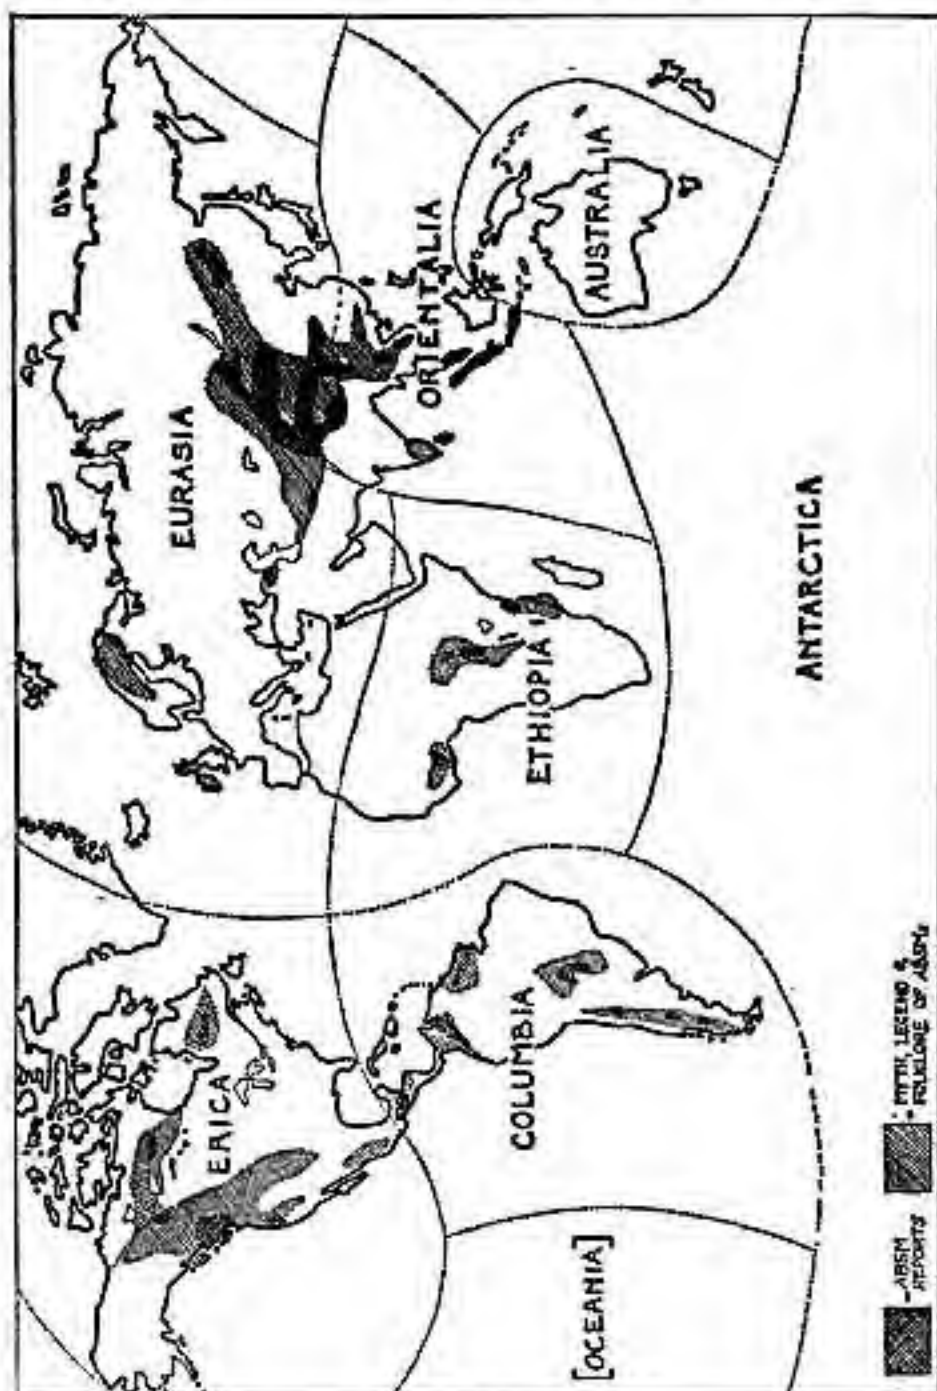 EURASIA
ORIENTALIA
AUSTRALIA
ERICA
ETHIOPIA
COLUMBIA
[OCEANIA]
ANTARCTICA
- ABSM
REPORTS
- MYTH, LEGEND &
FOLKLORE OF ABSMs